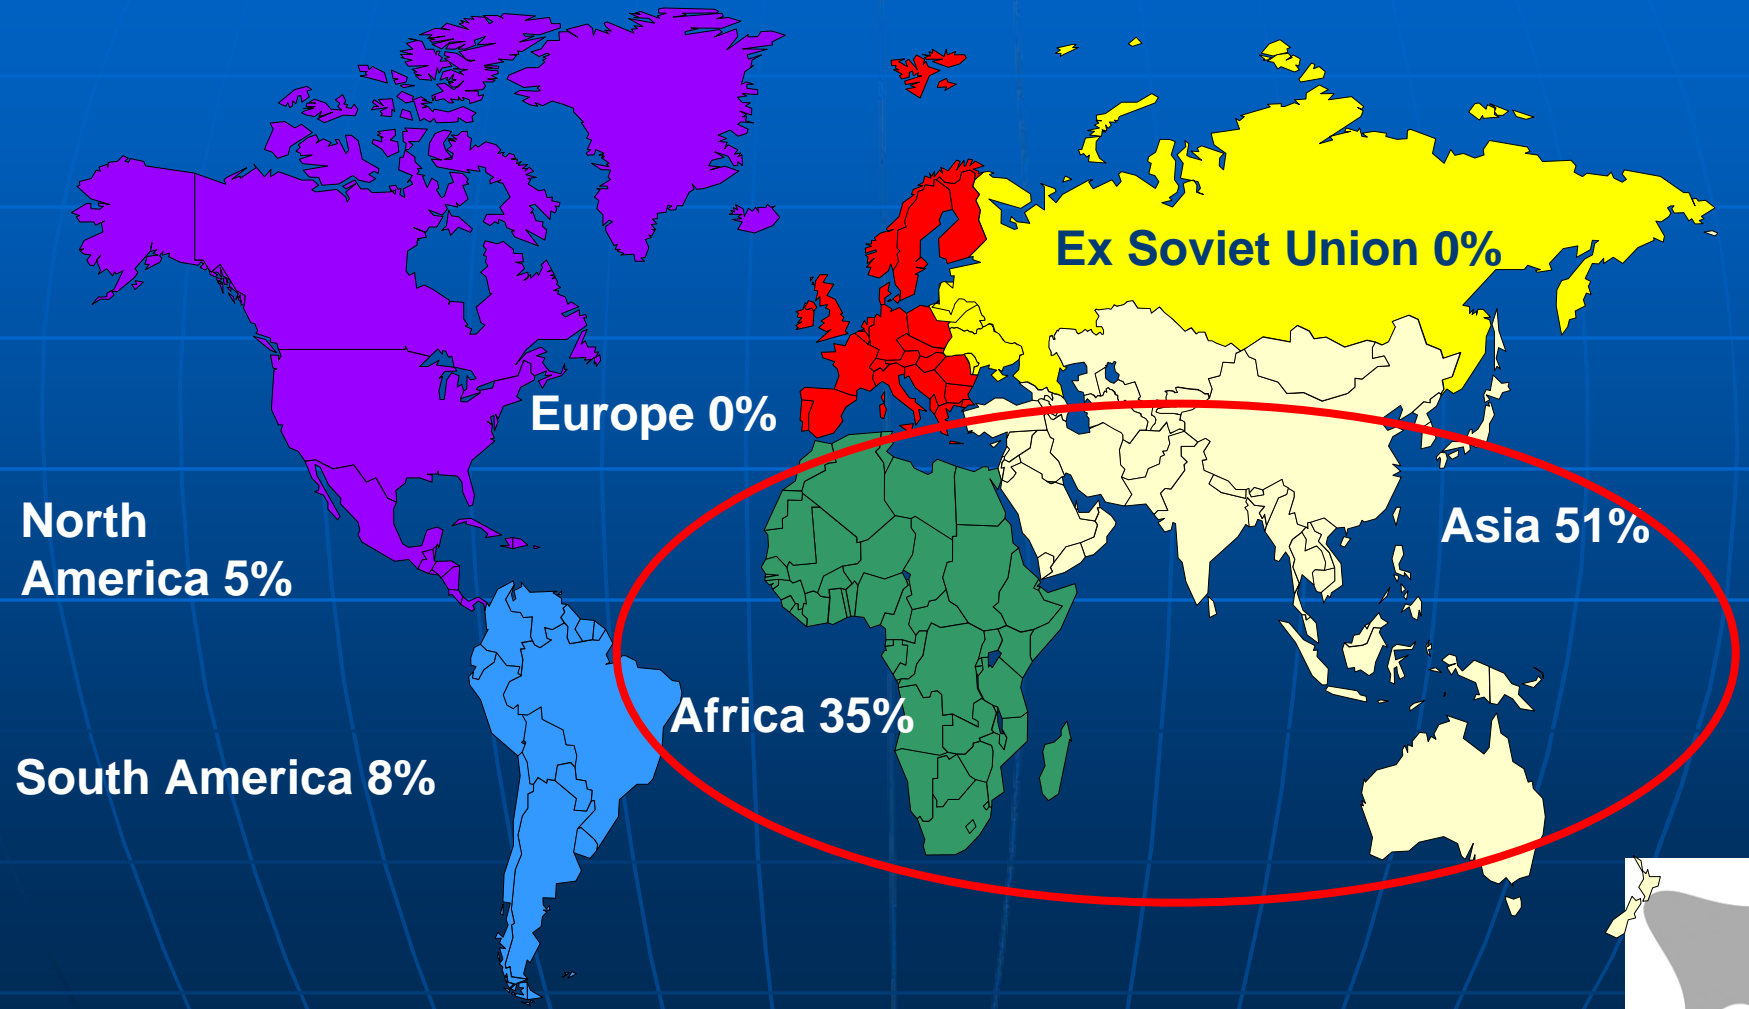 Ex Soviet Union 0%
Europe 0%
North
America 5%
Asia 51%
Africa 35%
South America 8%